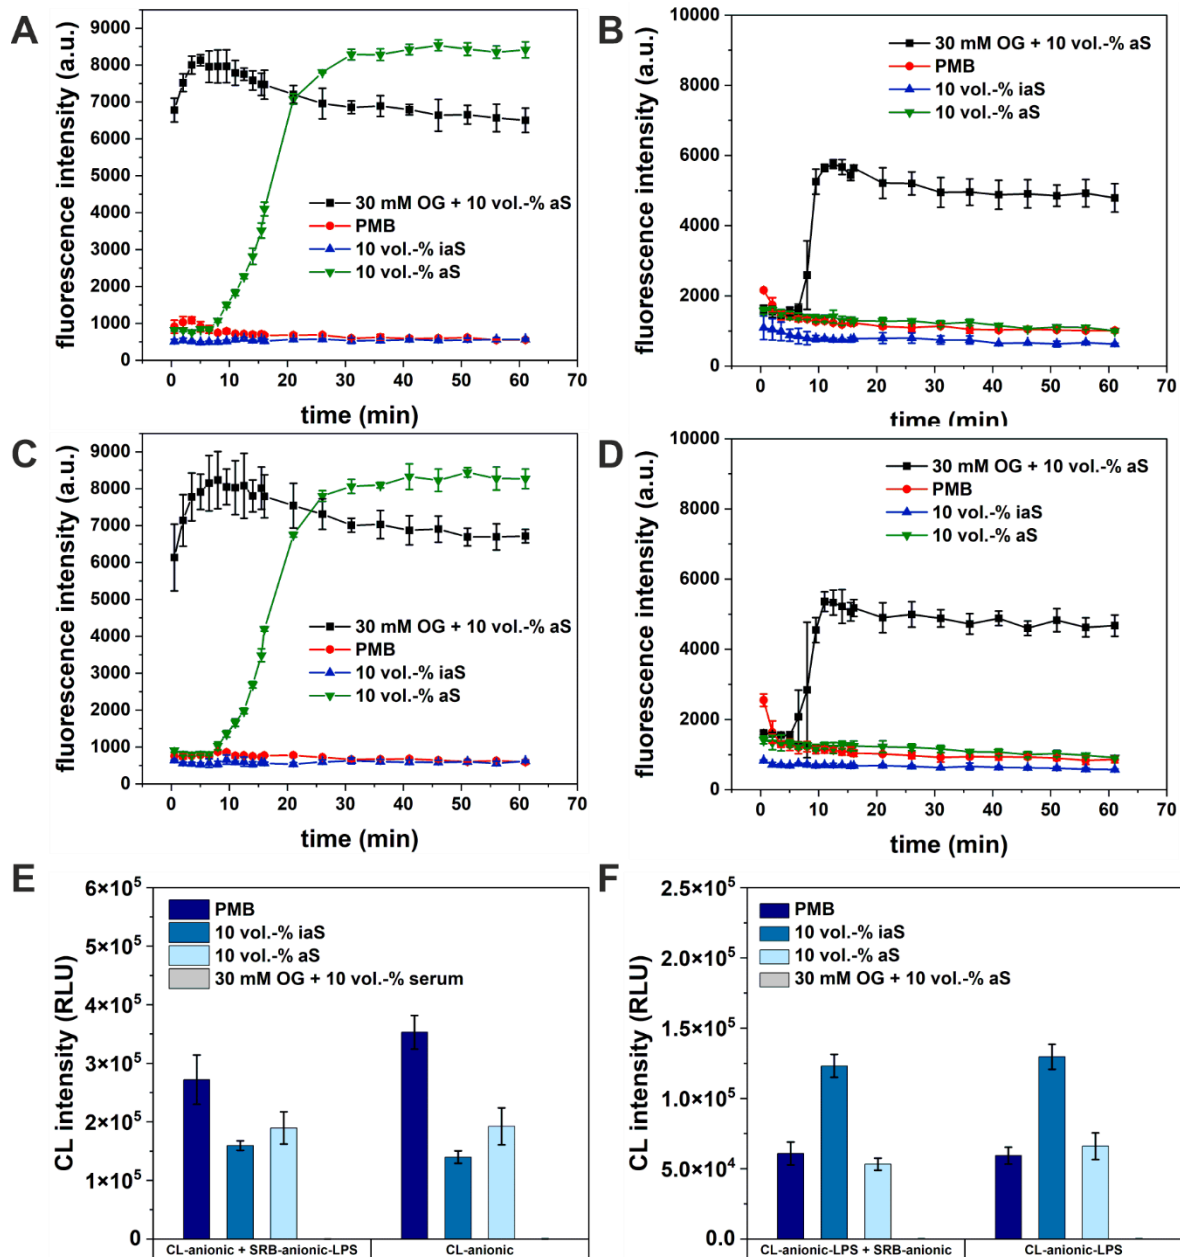 A
fluorescence intensity (a.u.)
9000
8000
7000
6000
5000
4000
3000
2000
1000
0
30 mM OG + 10 vol.-% aS
PMB
10 vol.-% iaS
10 vol.-% aS
0 10 20 30 40 50 60 70
time (min)
B
fluorescence intensity (a.u.)
10000
8000
6000
4000
2000
0
30 mM OG + 10 vol.-% aS
PMB
10 vol.-% iaS
10 vol.-% aS
0 10 20 30 40 50 60 70
time (min)
C
fluorescence intensity (a.u.)
9000
8000
7000
6000
5000
4000
3000
2000
1000
0
30 mM OG + 10 vol.-% aS
PMB
10 vol.-% iaS
10 vol.-% aS
0 10 20 30 40 50 60 70
time (min)
D
fluorescence intensity (a.u.)
10000
8000
6000
4000
2000
0
30 mM OG + 10 vol.-% aS
PMB
10 vol.-% iaS
10 vol.-% aS
0 10 20 30 40 50 60 70
time (min)
E
CL intensity (RLU)
6×10⁵
5×10⁵
4×10⁵
3×10⁵
2×10⁵
1×10⁵
0
PMB
10 vol.-% iaS
10 vol.-% aS
30 mM OG + 10 vol.-% serum
CL-anionic + SRB-anionic-LPS
CL-anionic
F
CL intensity (RLU)
2.5×10⁵
2.0×10⁵
1.5×10⁵
1.0×10⁵
5.0×10⁴
0.0
PMB
10 vol.-% iaS
10 vol.-% aS
30 mM OG + 10 vol.-% aS
CL-anionic-LPS + SRB-anionic
CL-anionic-LPS